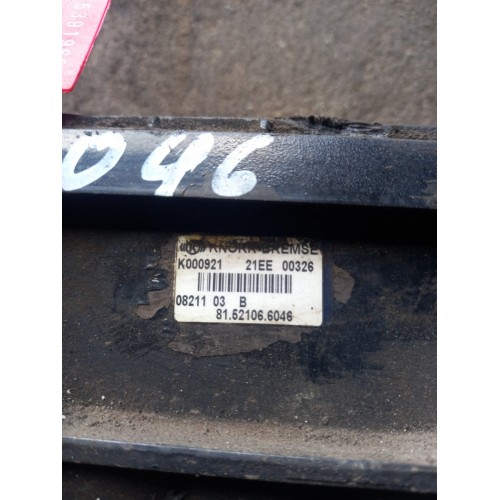 046
KNORR-BREMSE
K000921 21EE 00326
08211 03 B
81.52106.6046